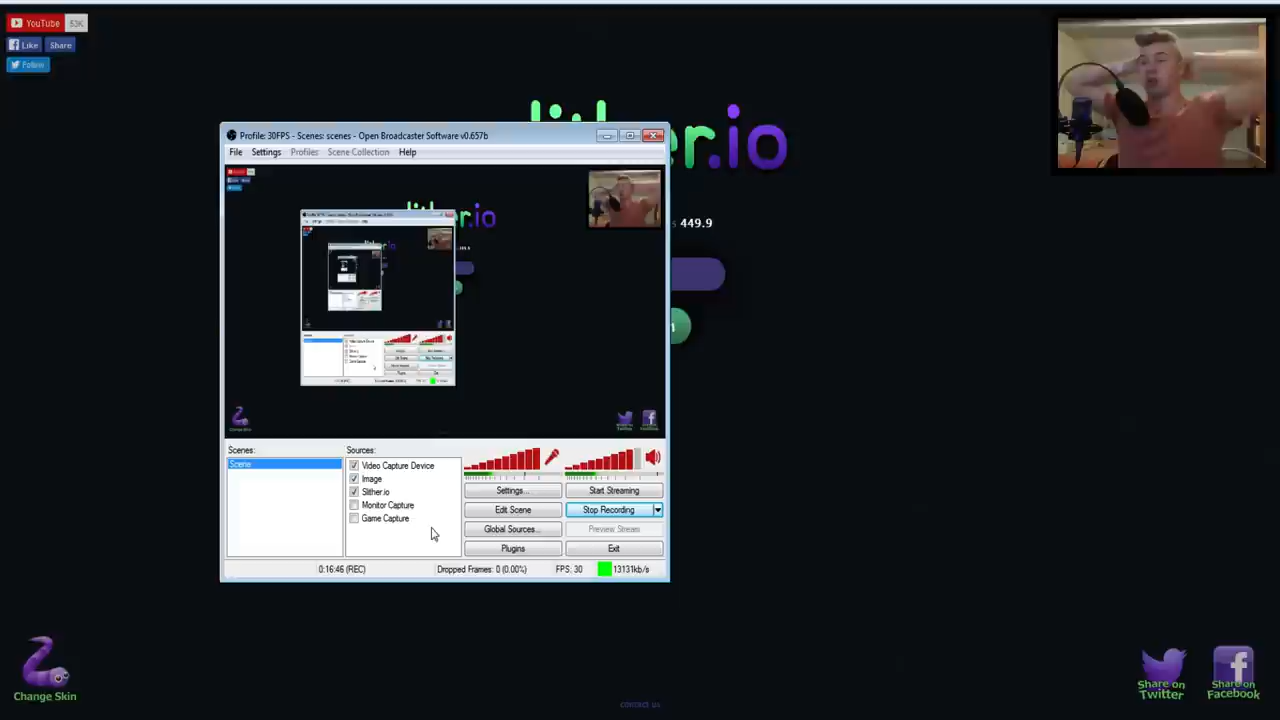 YouTube 53K
Like Share
Follow
er.io
449.9
Profile: 30FPS - Scenes: scenes - Open Broadcaster Software v0.657b
File Settings Profiles Scene Collection Help
Scenes:
Scene
Sources:
Video Capture Device
Image
Slither.io
Monitor Capture
Game Capture
Settings...
Start Streaming
Edit Scene
Stop Recording
Global Sources...
Preview Stream
Plugins
Exit
0:16:46 (REC)
Dropped Frames: 0 (0.00%)
FPS: 30
13131kb/s
Change Skin
contact us
Share on
Twitter
Share on
Facebook